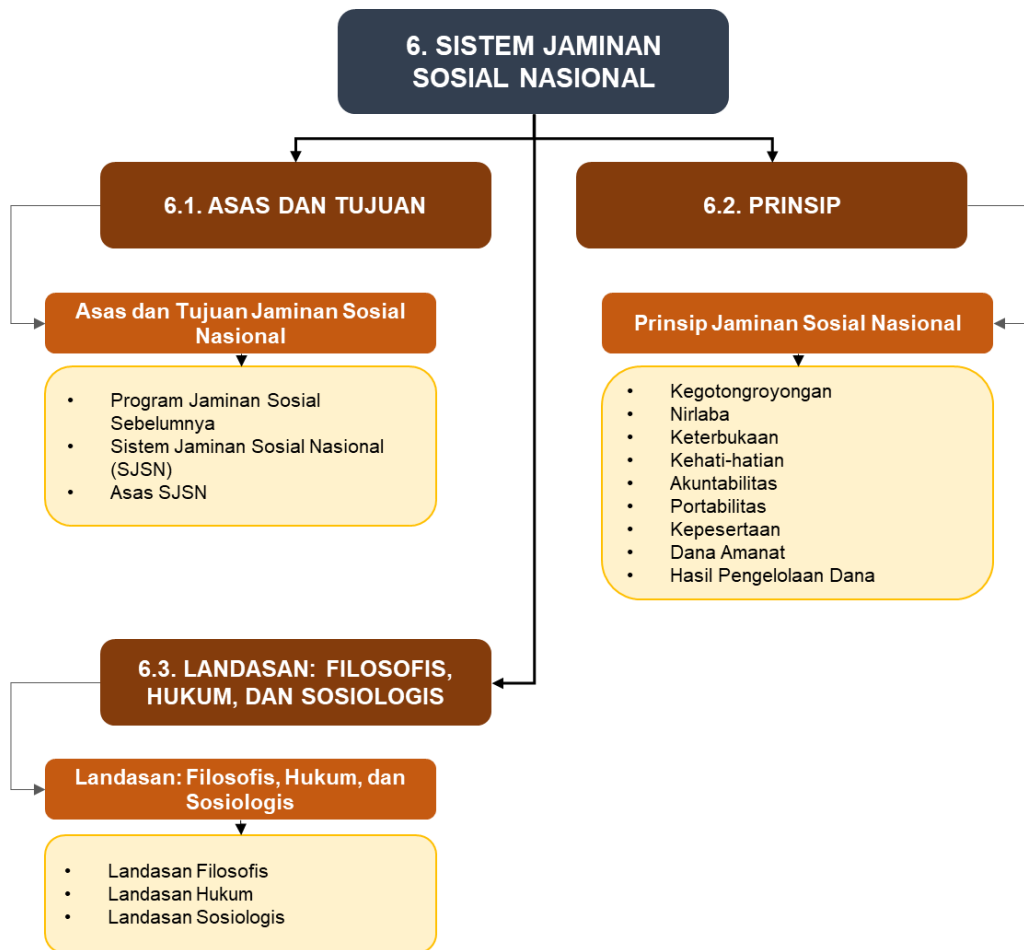 6. SISTEM JAMINAN
SOSIAL NASIONAL
6.1. ASAS DAN TUJUAN
Asas dan Tujuan Jaminan Sosial
Nasional
• Program Jaminan Sosial
Sebelumnya
• Sistem Jaminan Sosial Nasional
(SJSN)
• Asas SJSN
6.2. PRINSIP
Prinsip Jaminan Sosial Nasional
• Kegotongroyongan
• Nirlaba
• Keterbukaan
• Kehati-hatian
• Akuntabilitas
• Portabilitas
• Kepesertaan
• Dana Amanat
• Hasil Pengelolaan Dana
6.3. LANDASAN: FILOSOFIS,
HUKUM, DAN SOSIOLOGIS
Landasan: Filosofis, Hukum, dan
Sosiologis
• Landasan Filosofis
• Landasan Hukum
• Landasan Sosiologis